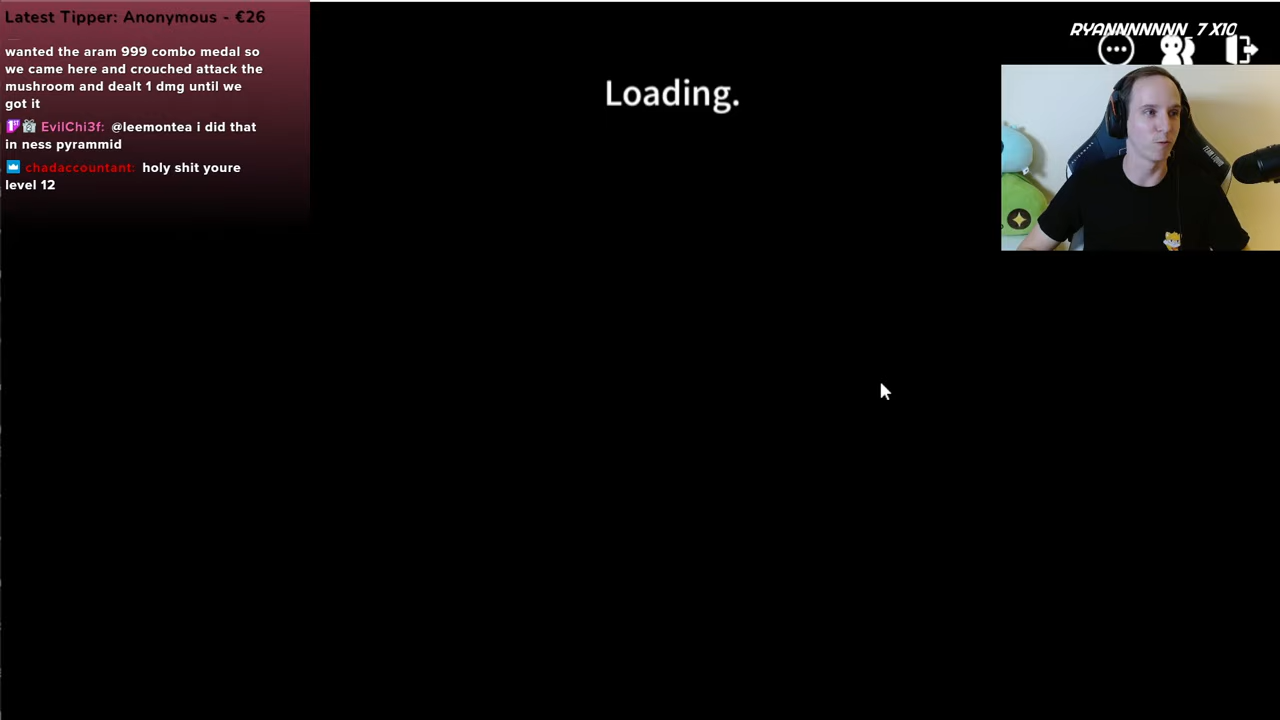 Latest Tipper: Anonymous - €26
wanted the aram 999 combo medal so
we came here and crouched attack the
mushroom and dealt 1 dmg until we
got it
EvilChi3f: @leemontea i did that
in ness pyrammid
chadaccountant: holy shit youre
level 12
Loading.
RYANNNNNNN_7 X10